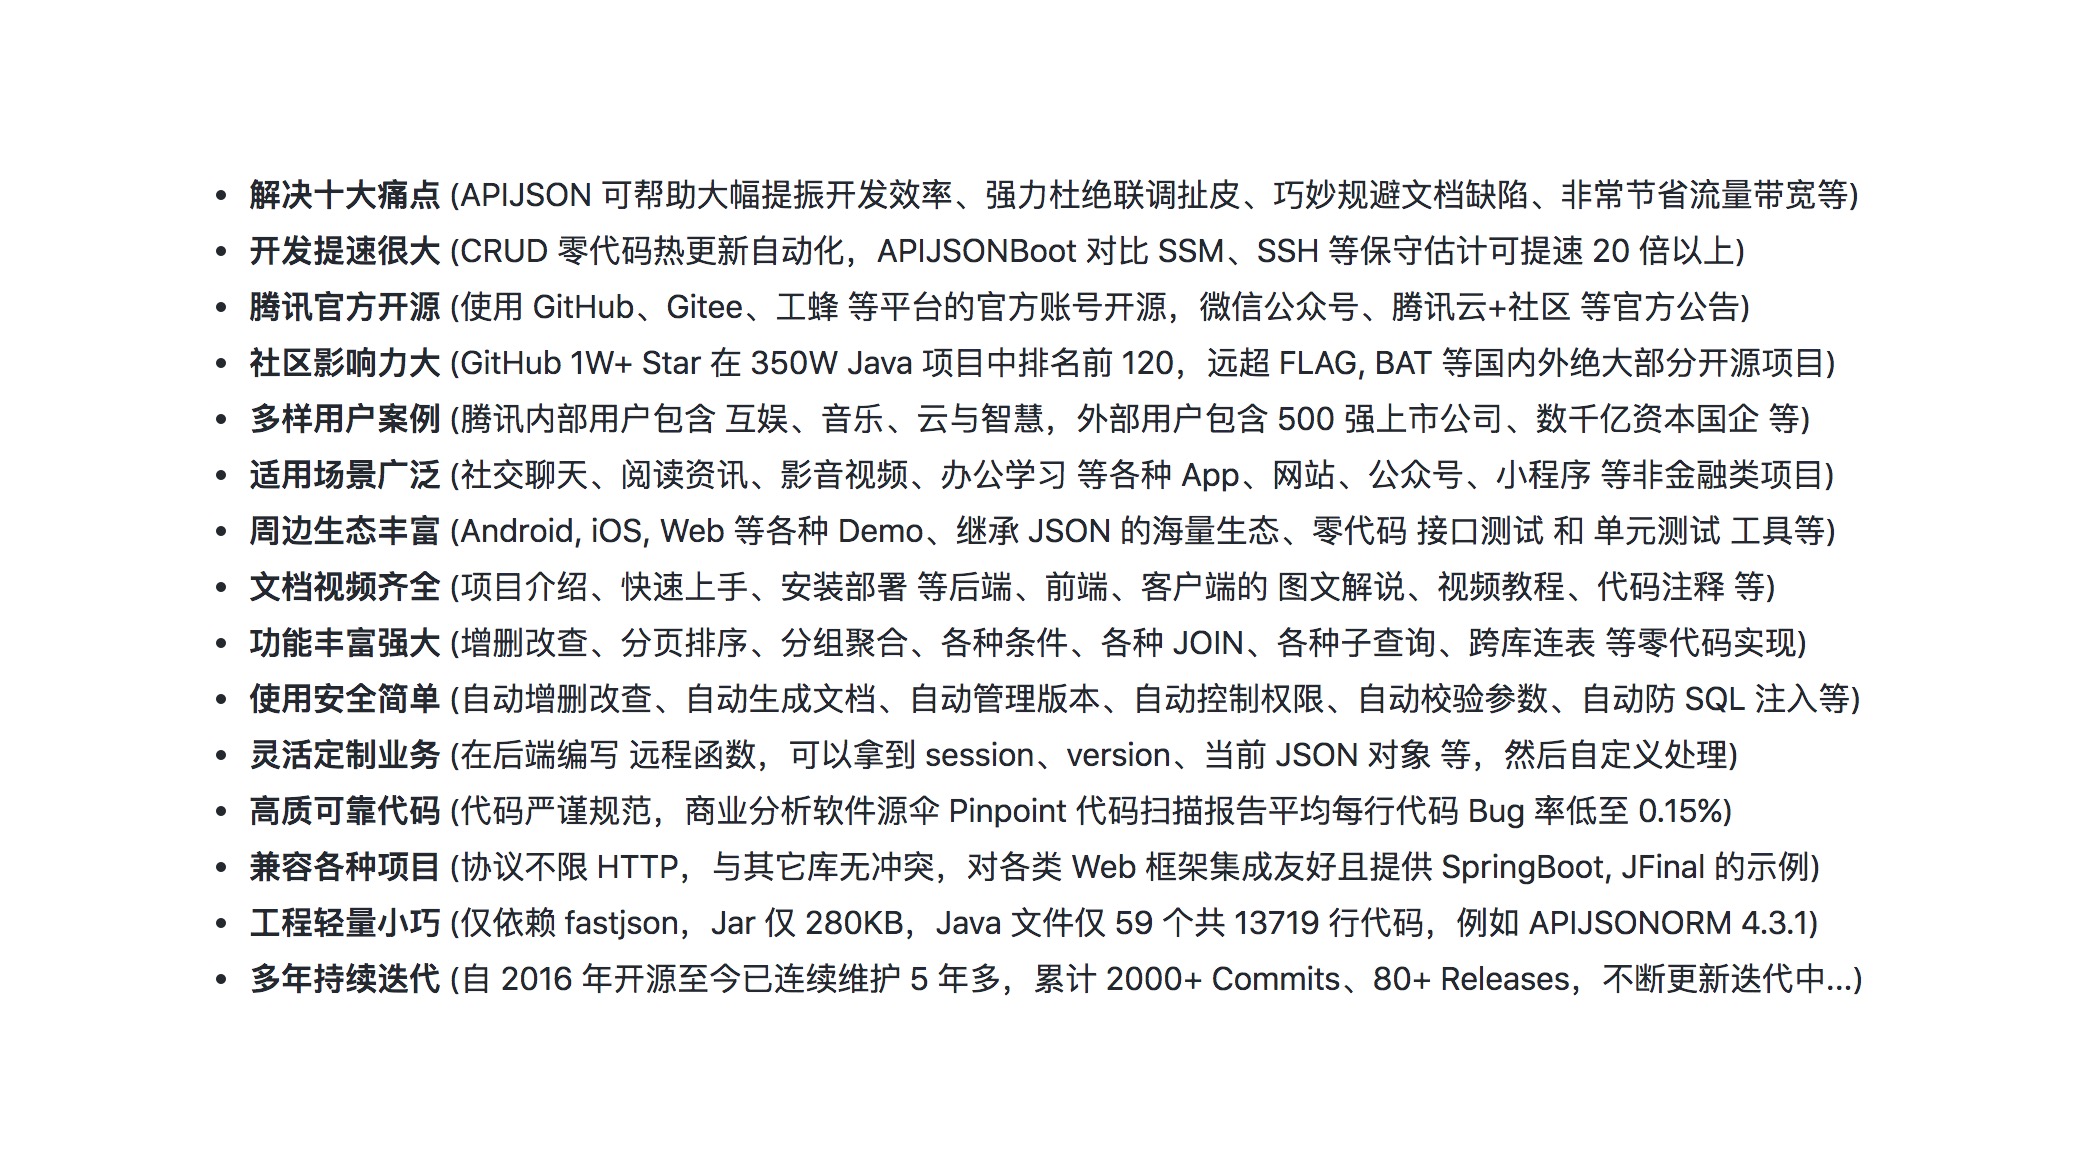 • 解决十大痛点 (APIJSON 可帮助大幅提振开发效率、强力杜绝联调扯皮、巧妙规避文档缺陷、非常节省流量带宽等)
• 开发提速很大 (CRUD 零代码热更新自动化，APIJSONBoot 对比 SSM、SSH 等保守估计可提速 20 倍以上)
• 腾讯官方开源 (使用 GitHub、Gitee、工蜂 等平台的官方账号开源，微信公众号、腾讯云+社区 等官方公告)
• 社区影响力大 (GitHub 1W+ Star 在 350W Java 项目中排名前 120，远超 FLAG, BAT 等国内外绝大部分开源项目)
• 多样用户案例 (腾讯内部用户包含 互娱、音乐、云与智慧，外部用户包含 500 强上市公司、数千亿资本国企 等)
• 适用场景广泛 (社交聊天、阅读资讯、影音视频、办公学习 等各种 App、网站、公众号、小程序 等非金融类项目)
• 周边生态丰富 (Android, iOS, Web 等各种 Demo、继承 JSON 的海量生态、零代码 接口测试 和 单元测试 工具等)
• 文档视频齐全 (项目介绍、快速上手、安装部署 等后端、前端、客户端的 图文解说、视频教程、代码注释 等)
• 功能丰富强大 (增删改查、分页排序、分组聚合、各种条件、各种 JOIN、各种子查询、跨库连表 等零代码实现)
• 使用安全简单 (自动增删改查、自动生成文档、自动管理版本、自动控制权限、自动校验参数、自动防 SQL 注入等)
• 灵活定制业务 (在后端编写 远程函数，可以拿到 session、version、当前 JSON 对象 等，然后自定义处理)
• 高质可靠代码 (代码严谨规范，商业分析软件源伞 Pinpoint 代码扫描报告平均每行代码 Bug 率低至 0.15%)
• 兼容各种项目 (协议不限 HTTP，与其它库无冲突，对各类 Web 框架集成友好且提供 SpringBoot, JFinal 的示例)
• 工程轻量小巧 (仅依赖 fastjson，Jar 仅 280KB，Java 文件仅 59 个共 13719 行代码，例如 APIJSONORM 4.3.1)
• 多年持续迭代 (自 2016 年开源至今已连续维护 5 年多，累计 2000+ Commits、80+ Releases，不断更新迭代中...)